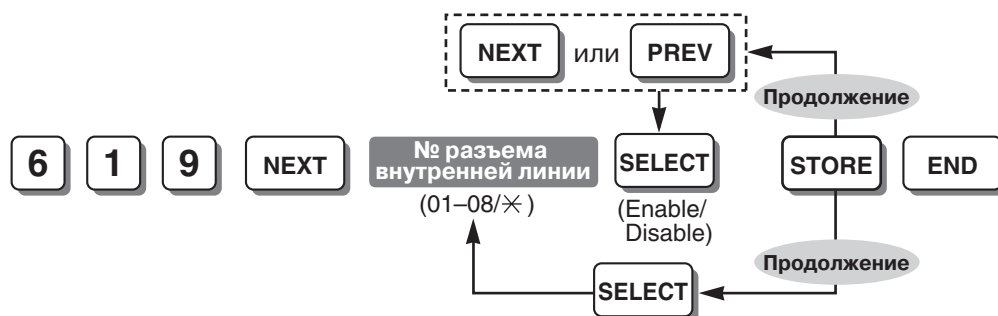 NEXT или PREV
Продолжение
6 1 9 NEXT № разъема внутренней линии SELECT STORE END
(01–08/✳)
(Enable/
Disable)
Продолжение
SELECT